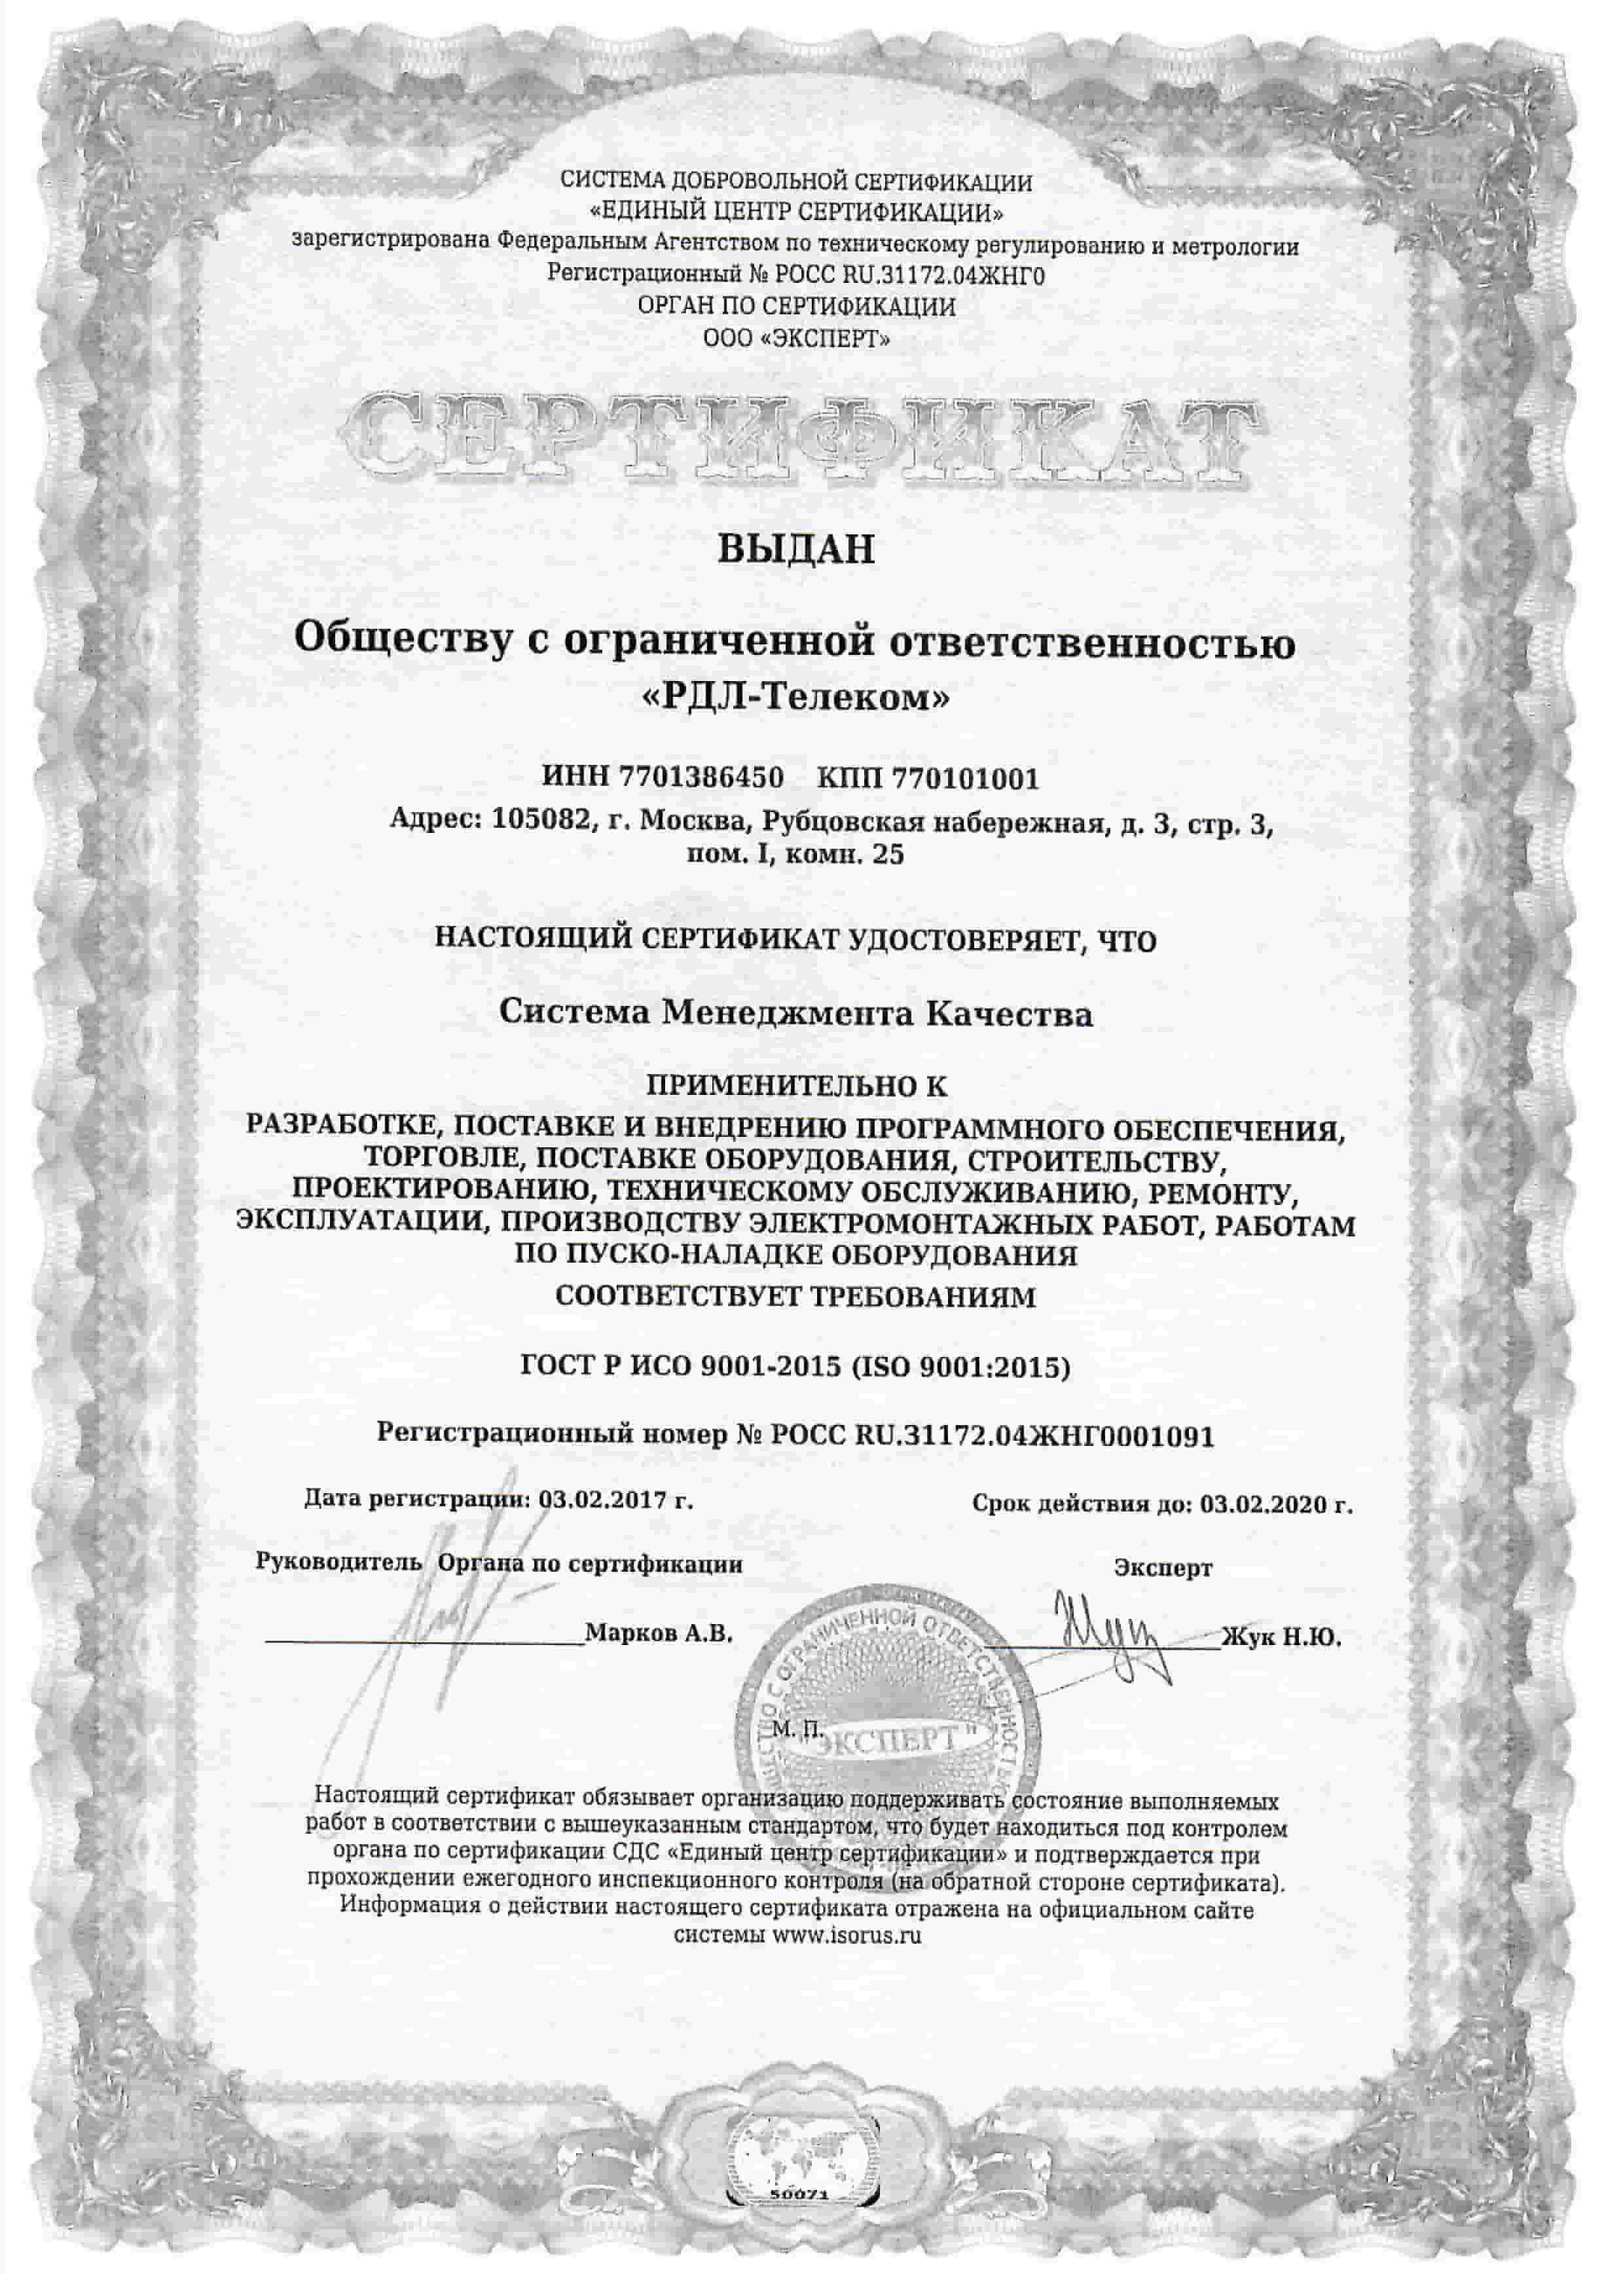 СИСТЕМА ДОБРОВОЛЬНОЙ СЕРТИФИКАЦИИ
«ЕДИНЫЙ ЦЕНТР СЕРТИФИКАЦИИ»
зарегистрирована Федеральным Агентством по техническому регулированию и метрологии
Регистрационный № РОСС RU.31172.04ЖНГ0
ОРГАН ПО СЕРТИФИКАЦИИ
ООО «ЭКСПЕРТ»
СЕРТИФИКАТ
ВЫДАН
Обществу с ограниченной ответственностью
«РДЛ-Телеком»
ИНН 7701386450 КПП 770101001
Адрес: 105082, г. Москва, Рубцовская набережная, д. 3, стр. 3,
пом. I, комн. 25
НАСТОЯЩИЙ СЕРТИФИКАТ УДОСТОВЕРЯЕТ, ЧТО
Система Менеджмента Качества
ПРИМЕНИТЕЛЬНО К
РАЗРАБОТКЕ, ПОСТАВКЕ И ВНЕДРЕНИЮ ПРОГРАММНОГО ОБЕСПЕЧЕНИЯ,
ТОРГОВЛЕ, ПОСТАВКЕ ОБОРУДОВАНИЯ, СТРОИТЕЛЬСТВУ,
ПРОЕКТИРОВАНИЮ, ТЕХНИЧЕСКОМУ ОБСЛУЖИВАНИЮ, РЕМОНТУ,
ЭКСПЛУАТАЦИИ, ПРОИЗВОДСТВУ ЭЛЕКТРОМОНТАЖНЫХ РАБОТ, РАБОТАМ
ПО ПУСКО-НАЛАДКЕ ОБОРУДОВАНИЯ
СООТВЕТСТВУЕТ ТРЕБОВАНИЯМ
ГОСТ Р ИСО 9001-2015 (ISO 9001:2015)
Регистрационный номер № РОСС RU.31172.04ЖНГ0001091
Дата регистрации: 03.02.2017 г. Срок действия до: 03.02.2020 г.
Руководитель Органа по сертификации Эксперт
Марков А.В. Жук Н.Ю.
С ОГРАНИЧЕННОЙ ОТВЕТСТВЕННОСТЬЮ
М. П.
"ЭКСПЕРТ"
Настоящий сертификат обязывает организацию поддерживать состояние выполняемых
работ в соответствии с вышеуказанным стандартом, что будет находиться под контролем
органа по сертификации СДС «Единый центр сертификации» и подтверждается при
прохождении ежегодного инспекционного контроля (на обратной стороне сертификата).
Информация о действии настоящего сертификата отражена на официальном сайте
системы www.isorus.ru
50071